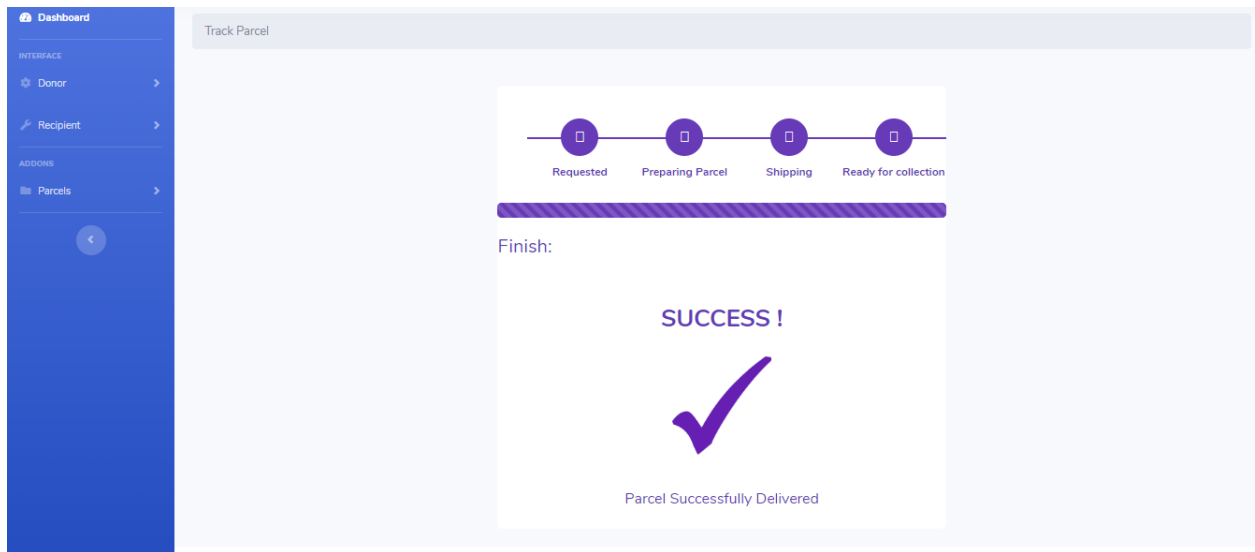 Dashboard
INTERFACE
Donor
Recipient
ADDONS
Parcels
Track Parcel
Requested Preparing Parcel Shipping Ready for collection
Finish:
SUCCESS !
Parcel Successfully Delivered